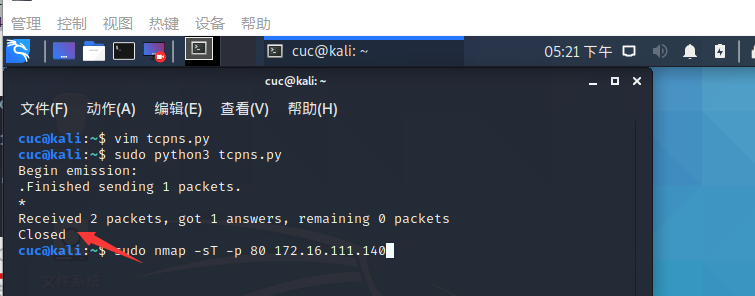 管理 控制 视图 热键 设备 帮助
cuc@kali: ~ 05:21 下午
cuc@kali: ~
文件(F) 动作(A) 编辑(E) 查看(V) 帮助(H)
cuc@kali:~$ vim tcpns.py
cuc@kali:~$ sudo python3 tcpns.py
Begin emission:
.Finished sending 1 packets.
*
Received 2 packets, got 1 answers, remaining 0 packets
Closed
cuc@kali:~$ sudo nmap -sT -p 80 172.16.111.140
文件系统